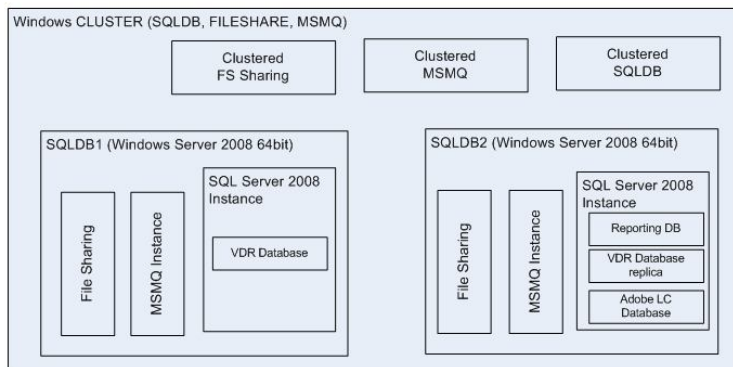 Windows CLUSTER (SQLDB, FILESHARE, MSMQ)
Clustered
FS Sharing
Clustered
MSMQ
Clustered
SQLDB
SQLDB1 (Windows Server 2008 64bit)
File Sharing
MSMQ Instance
SQL Server 2008
Instance
VDR Database
SQLDB2 (Windows Server 2008 64bit)
File Sharing
MSMQ Instance
SQL Server 2008
Instance
Reporting DB
VDR Database
replica
Adobe LC
Database